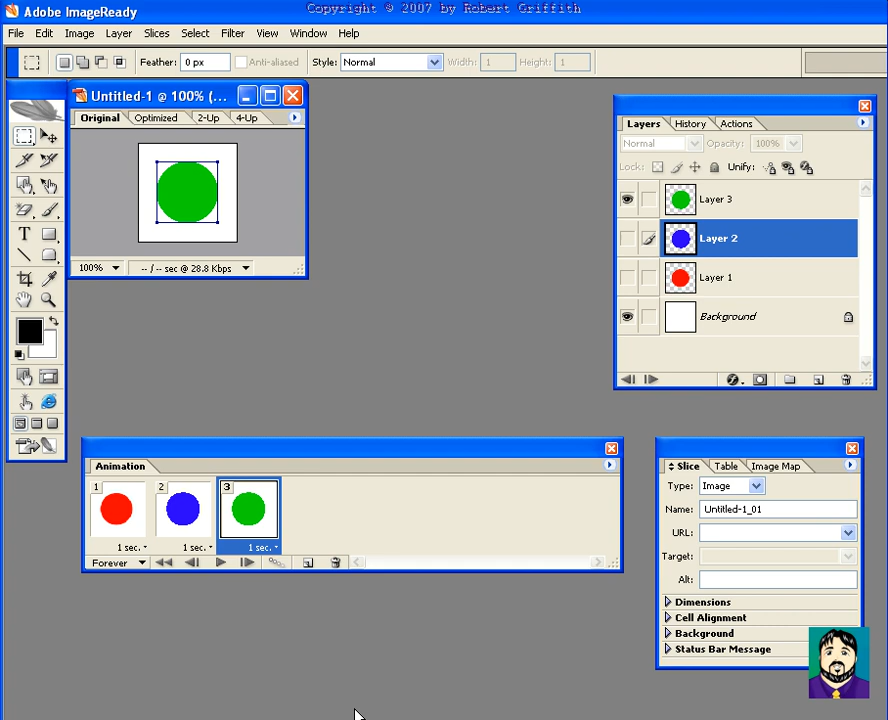 Copyright © 2007 by Robert Griffith
Adobe ImageReady
File Edit Image Layer Slices Select Filter View Window Help
Feather: 0 px Anti-aliased Style: Normal Width: 1 Height: 1
Untitled-1 @ 100% (...
Original Optimized 2-Up 4-Up
100% -- / -- sec @ 28.8 Kbps
T
Layers History Actions
Normal Opacity: 100%
Lock: Unify:
Layer 3
Layer 2
Layer 1
Background
Animation
1 2 3
1 sec. 1 sec. 1 sec.
Forever
Slice Table Image Map
Type: Image
Name: Untitled-1_01
URL:
Target:
Alt:
Dimensions
Cell Alignment
Background
Status Bar Message